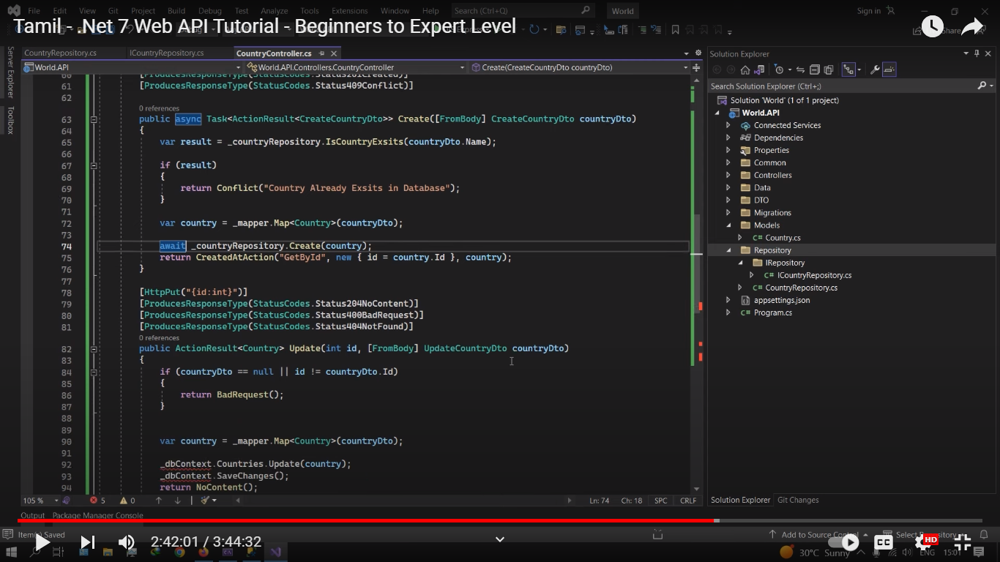 File Edit View Git Project Build Debug Test Analyze Tools Extensions Window Help Search (Ctrl+Q) World Sign in
Tamil - .Net 7 Web API Tutorial - Beginners to Expert Level
Share
CountryRepository.cs ICountryRepository.cs CountryController.cs
World.API World.API.Controllers.CountryController Create(CreateCountryDto countryDto)
Server Explorer
Toolbox
60 [ProducesResponseType(StatusCodes.Status201Created)]
61 [ProducesResponseType(StatusCodes.Status409Conflict)]
62
0 references
63 public async Task<ActionResult<CreateCountryDto>> Create([FromBody] CreateCountryDto countryDto)
64 {
65 var result = _countryRepository.IsCountryExsits(countryDto.Name);
66
67 if (result)
68 {
69 return Conflict("Country Already Exsits in Database");
70 }
71
72 var country = _mapper.Map<Country>(countryDto);
73
74 await _countryRepository.Create(country);
75 return CreatedAtAction("GetById", new { id = country.Id }, country);
76 }
77
78 [HttpPut("{id:int}")]
79 [ProducesResponseType(StatusCodes.Status204NoContent)]
80 [ProducesResponseType(StatusCodes.Status400BadRequest)]
81 [ProducesResponseType(StatusCodes.Status404NotFound)]
0 references
82 public ActionResult<Country> Update(int id, [FromBody] UpdateCountryDto countryDto)
83 {
84 if (countryDto == null || id != countryDto.Id)
85 {
86 return BadRequest();
87 }
88
89
90 var country = _mapper.Map<Country>(countryDto);
91
92 _dbContext.Countries.Update(country);
93 _dbContext.SaveChanges();
94 return NoContent();
105 % 5 0 Ln: 74 Ch: 18 SPC CRLF
Output Package Manager Console
Solution Explorer
Search Solution Explorer (Ctrl+;)
Solution 'World' (1 of 1 project)
World.API
Connected Services
Dependencies
Properties
Common
Controllers
Data
DTO
Migrations
Models
C# Country.cs
Repository
IRepository
C# ICountryRepository.cs
C# CountryRepository.cs
appsettings.json
C# Program.cs
Solution Explorer Git Changes
Item(s) Saved Add to Source Control
2:42:01 / 3:44:32 CC HD
30°C Sunny ENG 15:01